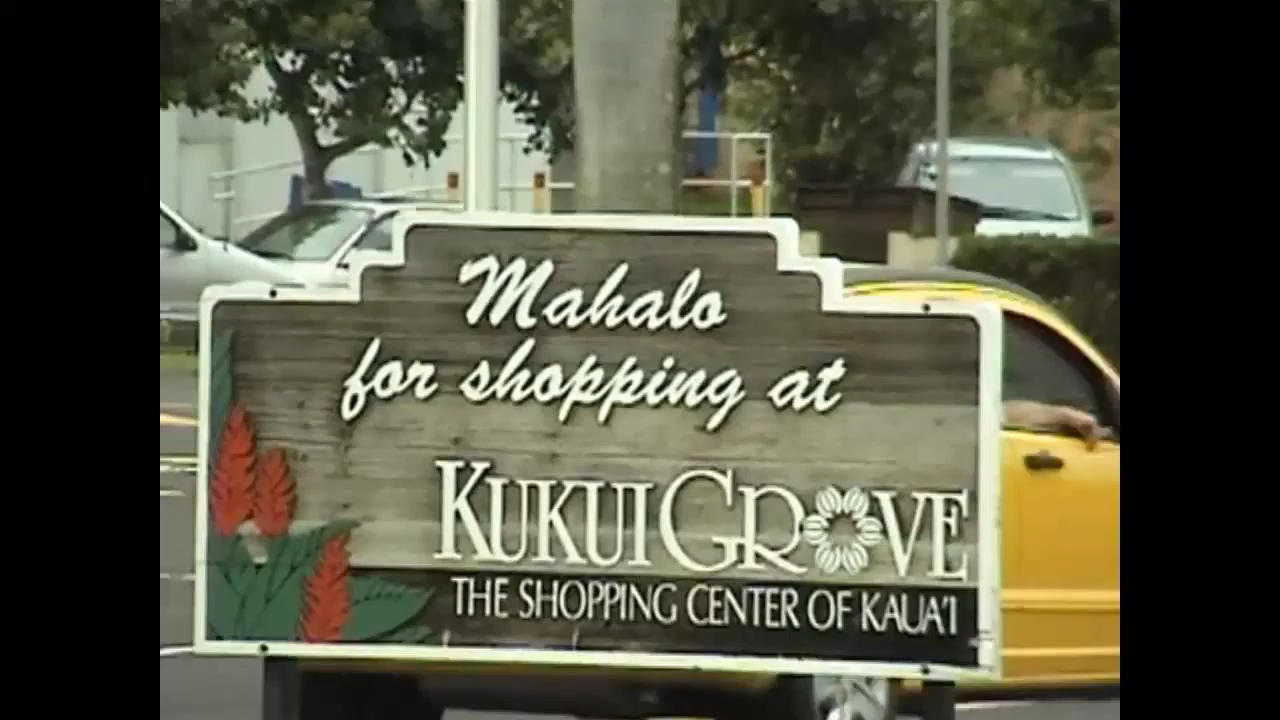 Mahalo
for shopping at
KUKUI GROVE
THE SHOPPING CENTER OF KAUA'I